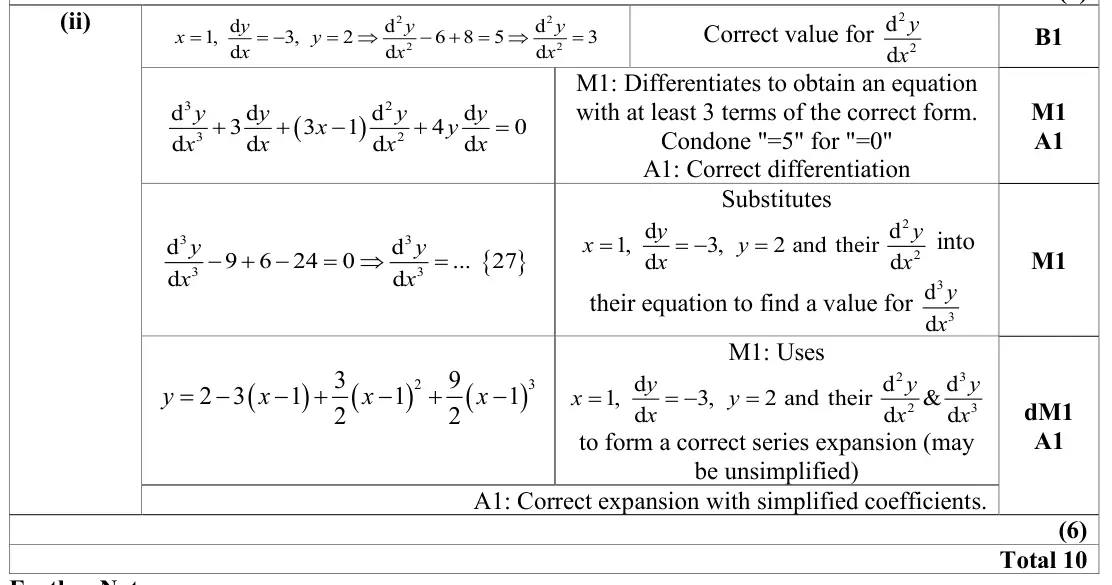 (ii)
x = 1, dy/dx = −3, y = 2 ⇒ d²y/dx² − 6 + 8 = 5 ⇒ d²y/dx² = 3
Correct value for d²y/dx²
B1
d³y/dx³ + 3 dy/dx + (3x − 1) d²y/dx² + 4y dy/dx = 0
M1: Differentiates to obtain an equation
with at least 3 terms of the correct form.
Condone "=5" for "=0"
A1: Correct differentiation
M1
A1
d³y/dx³ − 9 + 6 − 24 = 0 ⇒ d³y/dx³ = ... {27}
Substitutes
x = 1, dy/dx = −3, y = 2 and their d²y/dx² into
their equation to find a value for d³y/dx³
M1
y = 2 − 3(x − 1) + 3/2 (x − 1)² + 9/2 (x − 1)³
M1: Uses
x = 1, dy/dx = −3, y = 2 and their d²y/dx² & d³y/dx³
to form a correct series expansion (may
be unsimplified)
dM1
A1
A1: Correct expansion with simplified coefficients.
(6)
Total 10